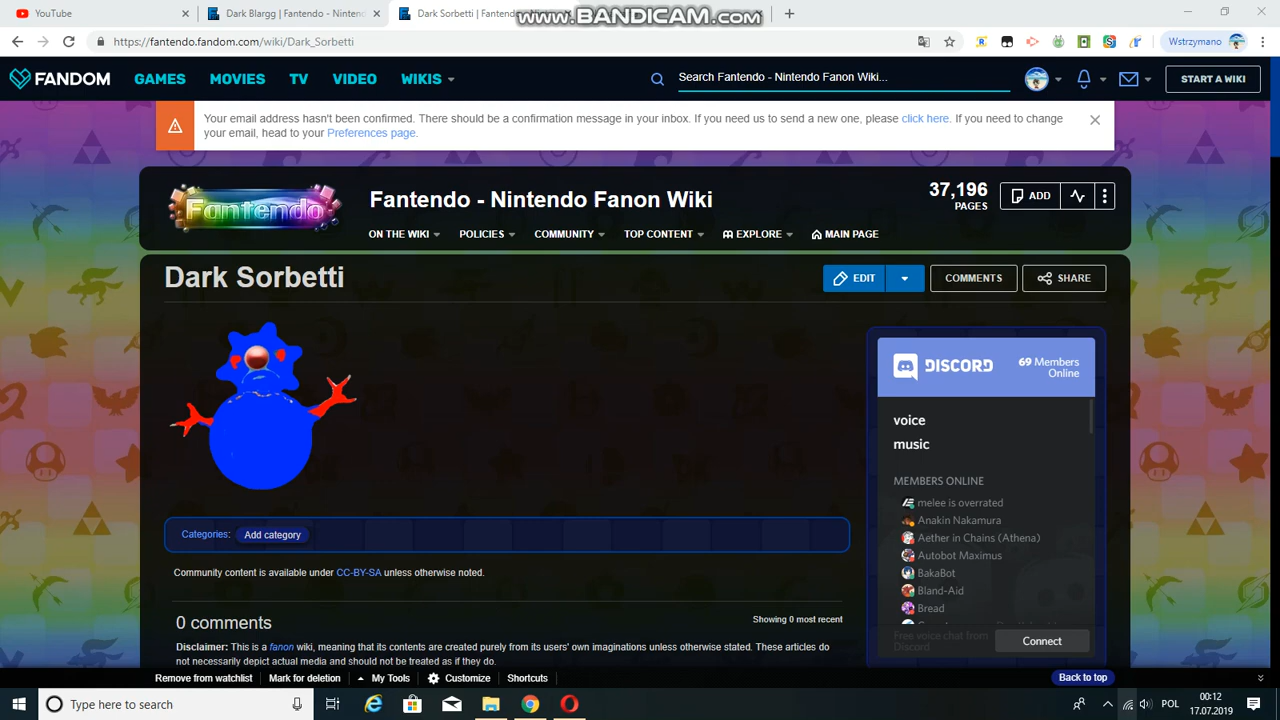 YouTube
Dark Blagg | Fantendo - Nintend
Dark Sorbetti | Fantendo
www.BANDICAM.com
https://fantendo.fandom.com/wiki/Dark_Sorbetti
Wstrzymano
FANDOM
GAMES
MOVIES
TV
VIDEO
WIKIS
Search Fantendo - Nintendo Fanon Wiki...
START A WIKI
Your email address hasn't been confirmed. There should be a confirmation message in your inbox. If you need us to send a new one, please click here. If you need to change
your email, head to your Preferences page.
Fantendo
Fantendo - Nintendo Fanon Wiki
37,196
PAGES
ADD
ON THE WIKI
POLICIES
COMMUNITY
TOP CONTENT
EXPLORE
MAIN PAGE
Dark Sorbetti
EDIT
COMMENTS
SHARE
DISCORD
69 Members
Online
voice
music
MEMBERS ONLINE
melee is overrated
Anakin Nakamura
Aether in Chains (Athena)
Autobot Maximus
BakaBot
Bland-Aid
Bread
Free voice chat from
Discord
Connect
Categories: Add category
Community content is available under CC-BY-SA unless otherwise noted.
0 comments
Showing 0 most recent
Disclaimer: This is a fanon wiki, meaning that its contents are created purely from its users' own imaginations unless otherwise stated. These articles do
not necessarily depict actual media and should not be treated as if they do.
Remove from watchlist
Mark for deletion
My Tools
Customize
Shortcuts
Back to top
Type here to search
POL
00:12
17.07.2019